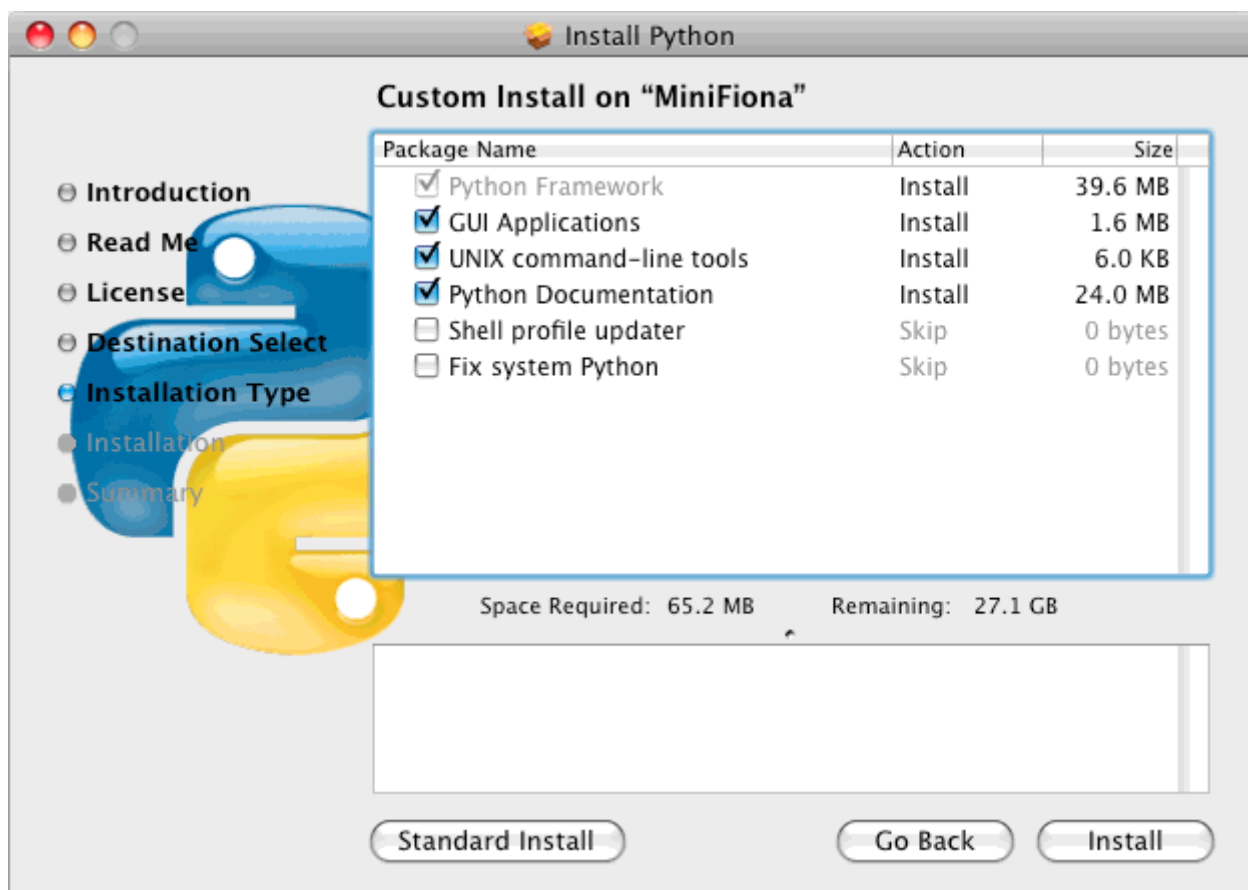 Install Python
Custom Install on “MiniFiona”
Introduction
Read Me
License
Destination Select
Installation Type
Installation
Summary
Package Name Action Size
Python Framework Install 39.6 MB
GUI Applications Install 1.6 MB
UNIX command-line tools Install 6.0 KB
Python Documentation Install 24.0 MB
Shell profile updater Skip 0 bytes
Fix system Python Skip 0 bytes
Space Required: 65.2 MB Remaining: 27.1 GB
Standard Install Go Back Install